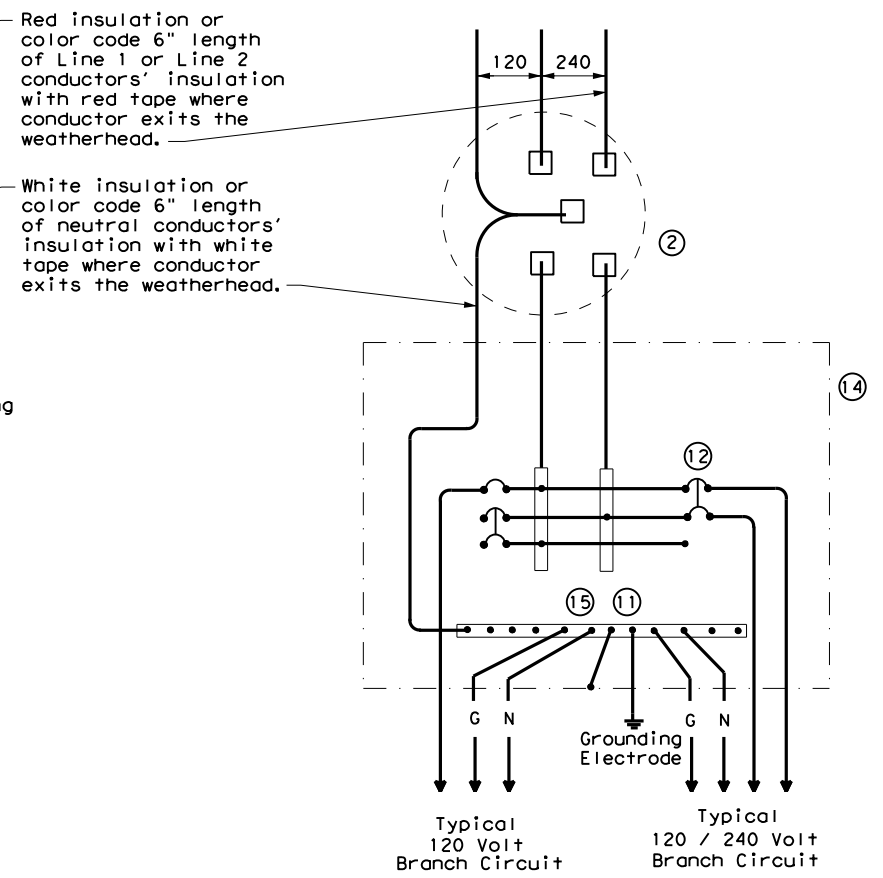 Red insulation or
color code 6" length
of Line 1 or Line 2
conductors' insulation
with red tape where
conductor exits the
weatherhead.
White insulation or
color code 6" length
of neutral conductors'
insulation with white
tape where conductor
exits the weatherhead.
120 240
2
14
12
15 11
G N
G N
Grounding
Electrode
Typical
120 Volt
Branch Circuit
Typical
120 / 240 Volt
Branch Circuit